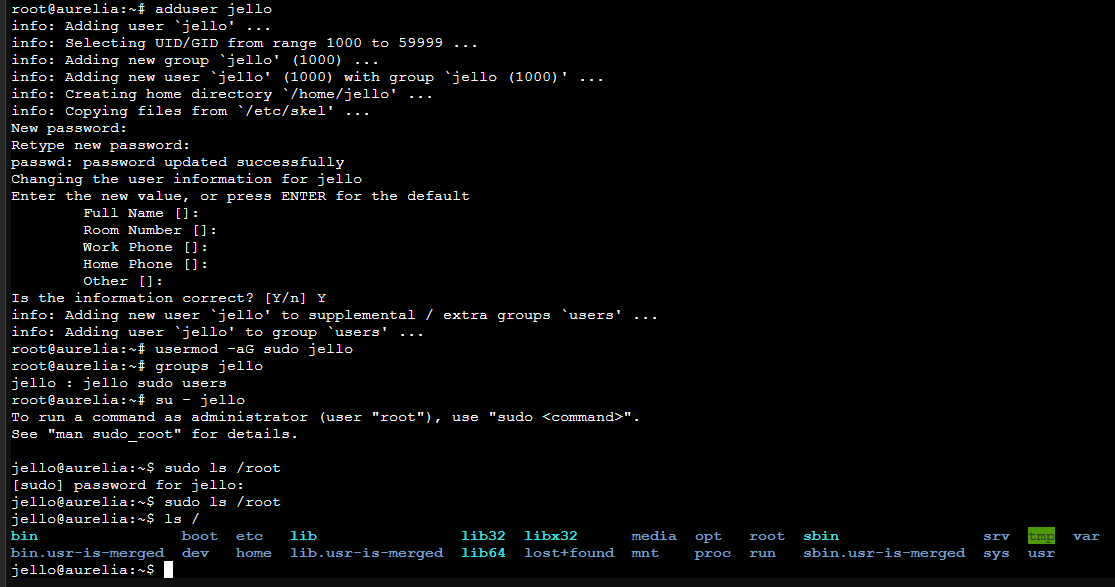 root@aurelia:~# adduser jello
info: Adding user `jello' ...
info: Selecting UID/GID from range 1000 to 59999 ...
info: Adding new group `jello' (1000) ...
info: Adding new user `jello' (1000) with group `jello (1000)' ...
info: Creating home directory `/home/jello' ...
info: Copying files from `/etc/skel' ...
New password:
Retype new password:
passwd: password updated successfully
Changing the user information for jello
Enter the new value, or press ENTER for the default
        Full Name []:
        Room Number []:
        Work Phone []:
        Home Phone []:
        Other []:
Is the information correct? [Y/n] Y
info: Adding new user `jello' to supplemental / extra groups `users' ...
info: Adding user `jello' to group `users' ...
root@aurelia:~# usermod -aG sudo jello
root@aurelia:~# groups jello
jello : jello sudo users
root@aurelia:~# su - jello
To run a command as administrator (user "root"), use "sudo <command>".
See "man sudo_root" for details.

jello@aurelia:~$ sudo ls /root
[sudo] password for jello:
jello@aurelia:~$ sudo ls /root
jello@aurelia:~$ ls /
bin                boot  etc   lib                lib32  libx32      media  opt   root  sbin                srv  tmp  var
bin.usr-is-merged  dev   home  lib.usr-is-merged  lib64  lost+found  mnt    proc  run   sbin.usr-is-merged  sys  usr
jello@aurelia:~$